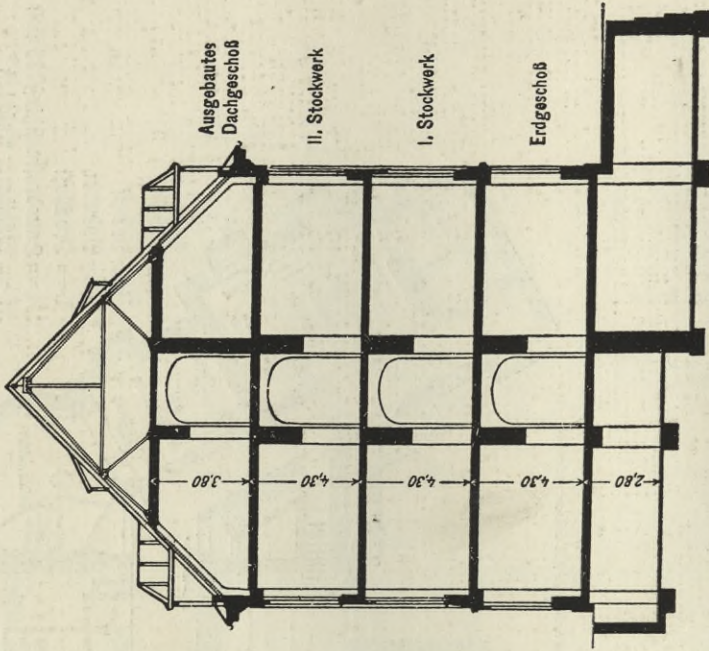 Ausgebautes
Dachgeschoß
II. Stockwerk
I. Stockwerk
Erdgeschoß
3,80
4,30
4,30
4,30
2,80